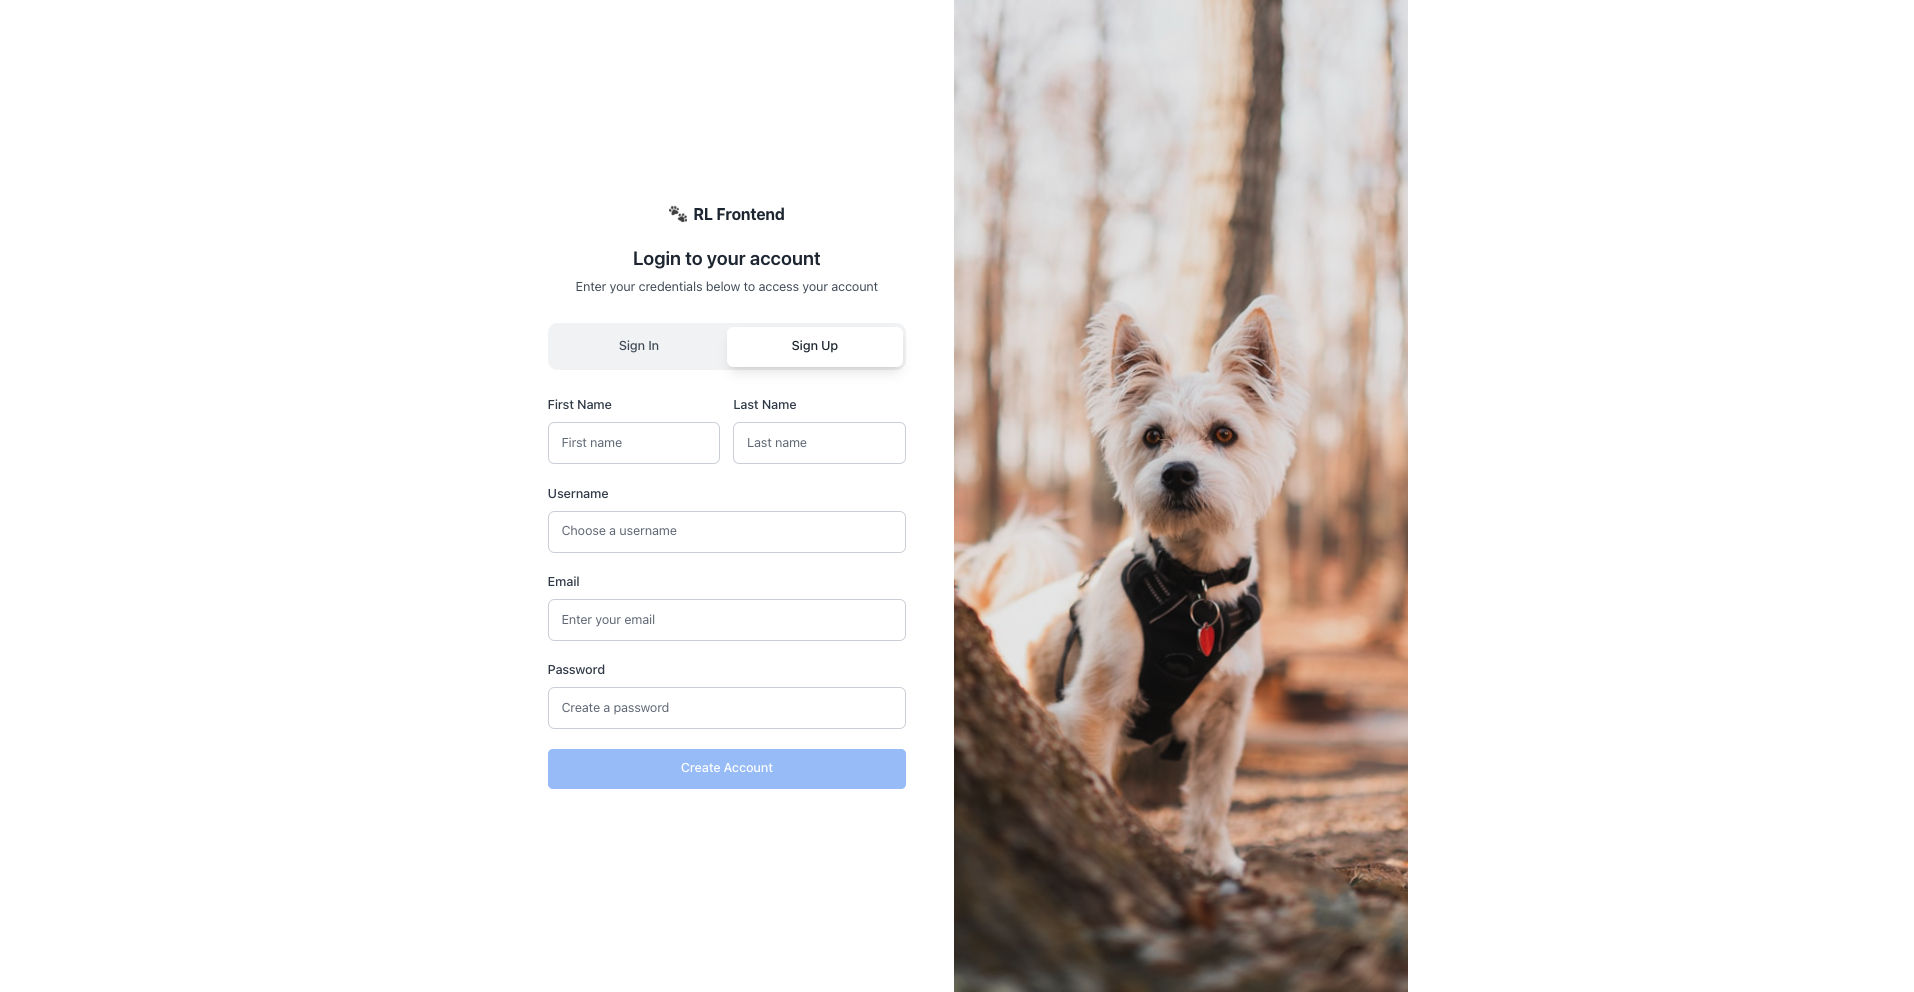 RL Frontend
Login to your account
Enter your credentials below to access your account
Sign In Sign Up
First Name Last Name
First name Last name
Username
Choose a username
Email
Enter your email
Password
Create a password
Create Account